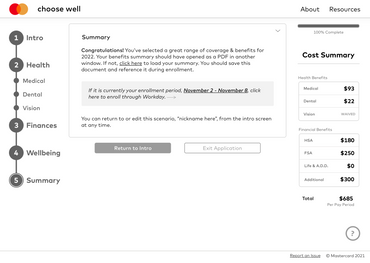 choose well
About
Resources
1 Intro
2 Health
Medical
Dental
Vision
3 Finances
4 Wellbeing
5 Summary
Summary
Congratulations! You've selected a great range of coverage & benefits for
2022. Your benefits summary should have opened as a PDF in another
window. If not, click here to load your summary. You should save this
document and reference it during enrollment.
If it is currently your enrollment period, November 2 - November 8, click
here to enroll through Workday. --->
You can return to or edit this scenario, "nickname here", from the intro screen
at any time.
Return to Intro
Exit Application
100% Complete
Cost Summary
Health Benefits
Medical $93
Dental $22
Vision WAIVED
Financial Benefits
HSA $180
FSA $250
Life & A.D.D. $0
Additional $300
Total $685
Per Pay Period
?
Report an Issue
© Mastercard 2021